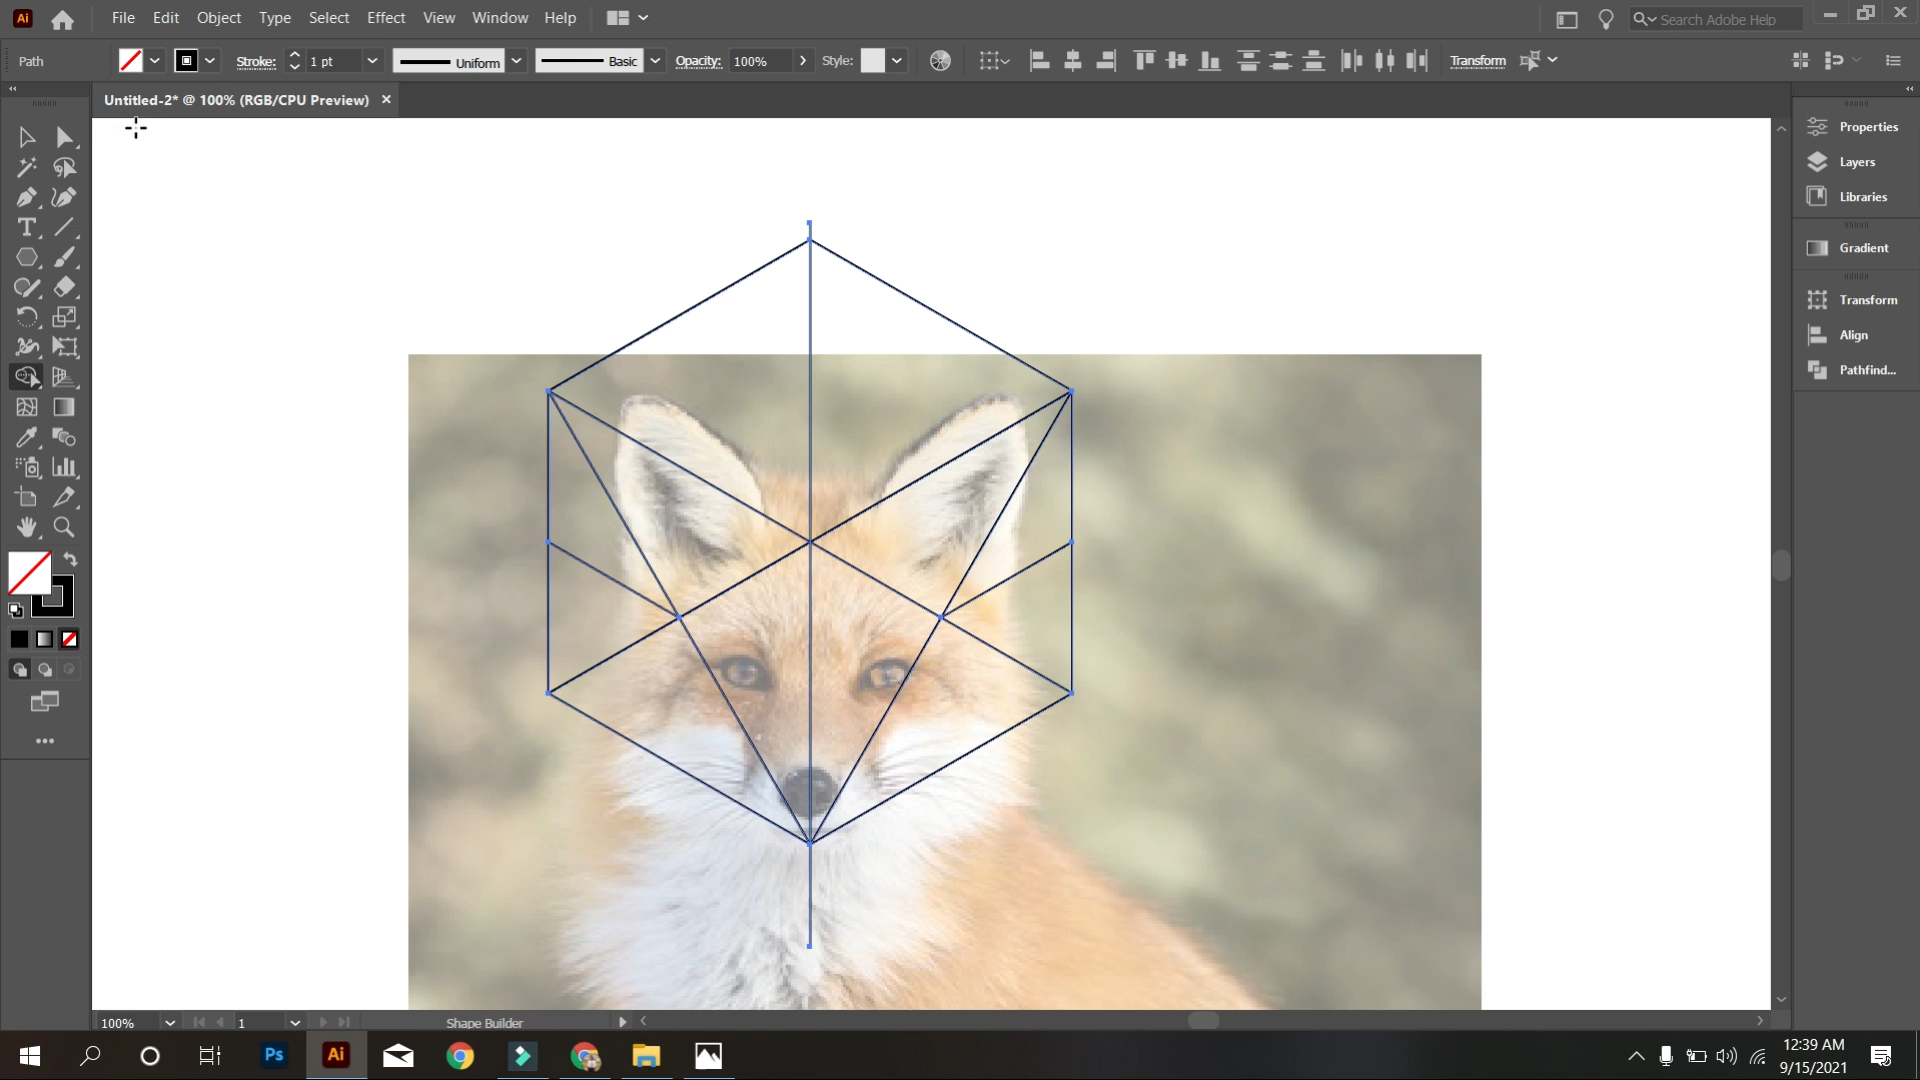 Ai File Edit Object Type Select Effect View Window Help Search Adobe Help
Path Stroke: 1 pt Uniform Basic Opacity: 100% Style: Transform
Untitled-2* @ 100% (RGB/CPU Preview)
Properties
Layers
Libraries
Gradient
Transform
Align
Pathfind...
100% 1 Shape Builder
Ps Ai 12:39 AM
9/15/2021